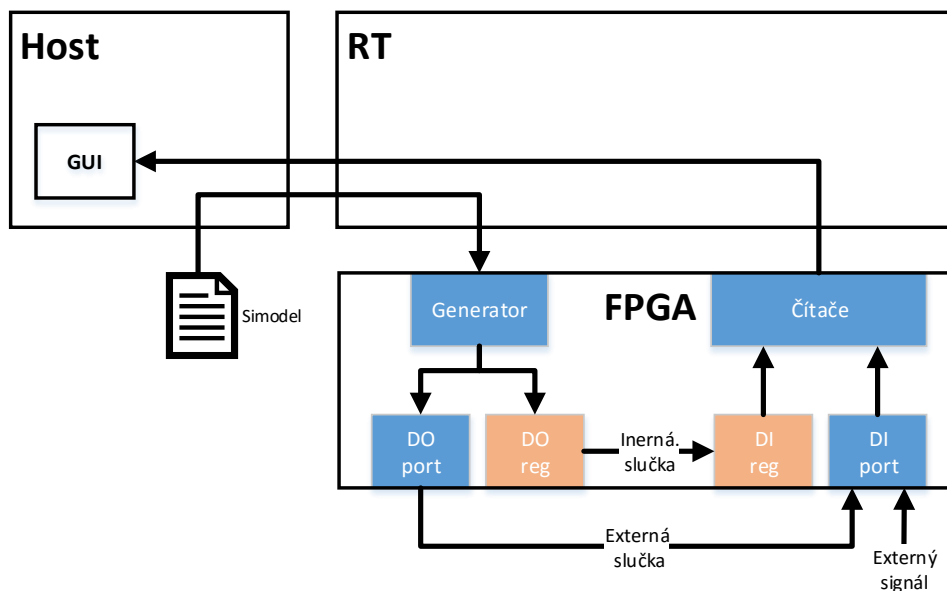 Host
RT
GUI
Simodel
Generator
FPGA
Čítače
DO
port
DO
reg
Inerná.
slučka
DI
reg
DI
port
Externá
slučka
Externý
signál